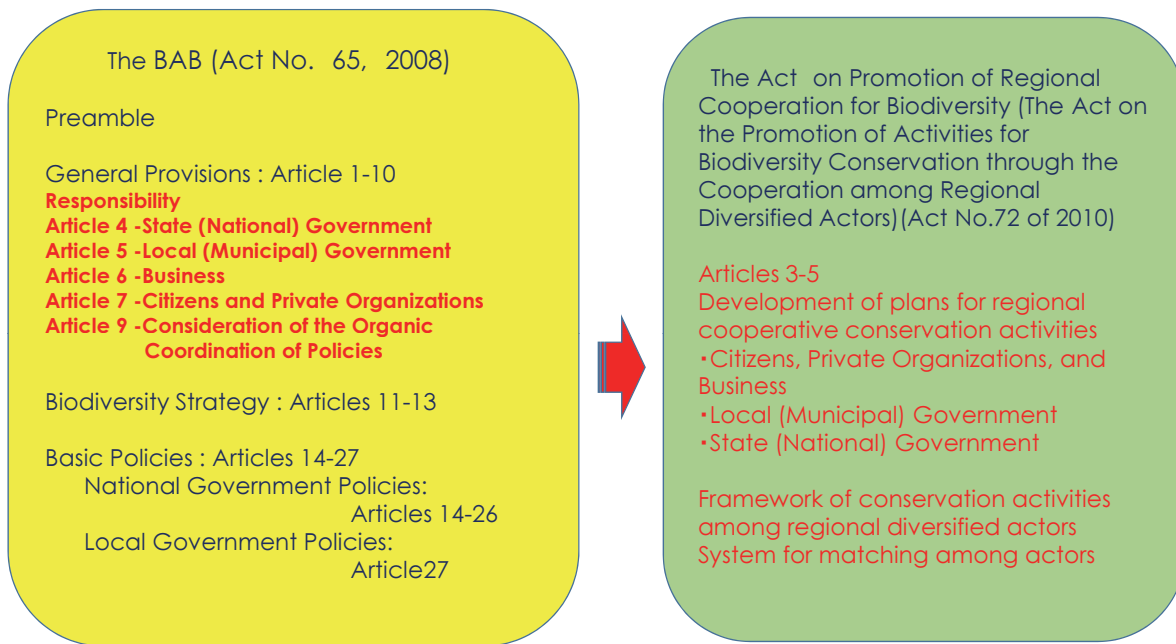 The BAB (Act No. 65, 2008)
Preamble
General Provisions : Article 1-10
Responsibility
Article 4 -State (National) Government
Article 5 -Local (Municipal) Government
Article 6 -Business
Article 7 -Citizens and Private Organizations
Article 9 -Consideration of the Organic
Coordination of Policies
Biodiversity Strategy : Articles 11-13
Basic Policies : Articles 14-27
National Government Policies:
Articles 14-26
Local Government Policies:
Article27
The Act on Promotion of Regional
Cooperation for Biodiversity (The Act on
the Promotion of Activities for
Biodiversity Conservation through the
Cooperation among Regional
Diversified Actors)(Act No.72 of 2010)
Articles 3-5
Development of plans for regional
cooperative conservation activities
・Citizens, Private Organizations, and
Business
・Local (Municipal) Government
・State (National) Government
Framework of conservation activities
among regional diversified actors
System for matching among actors